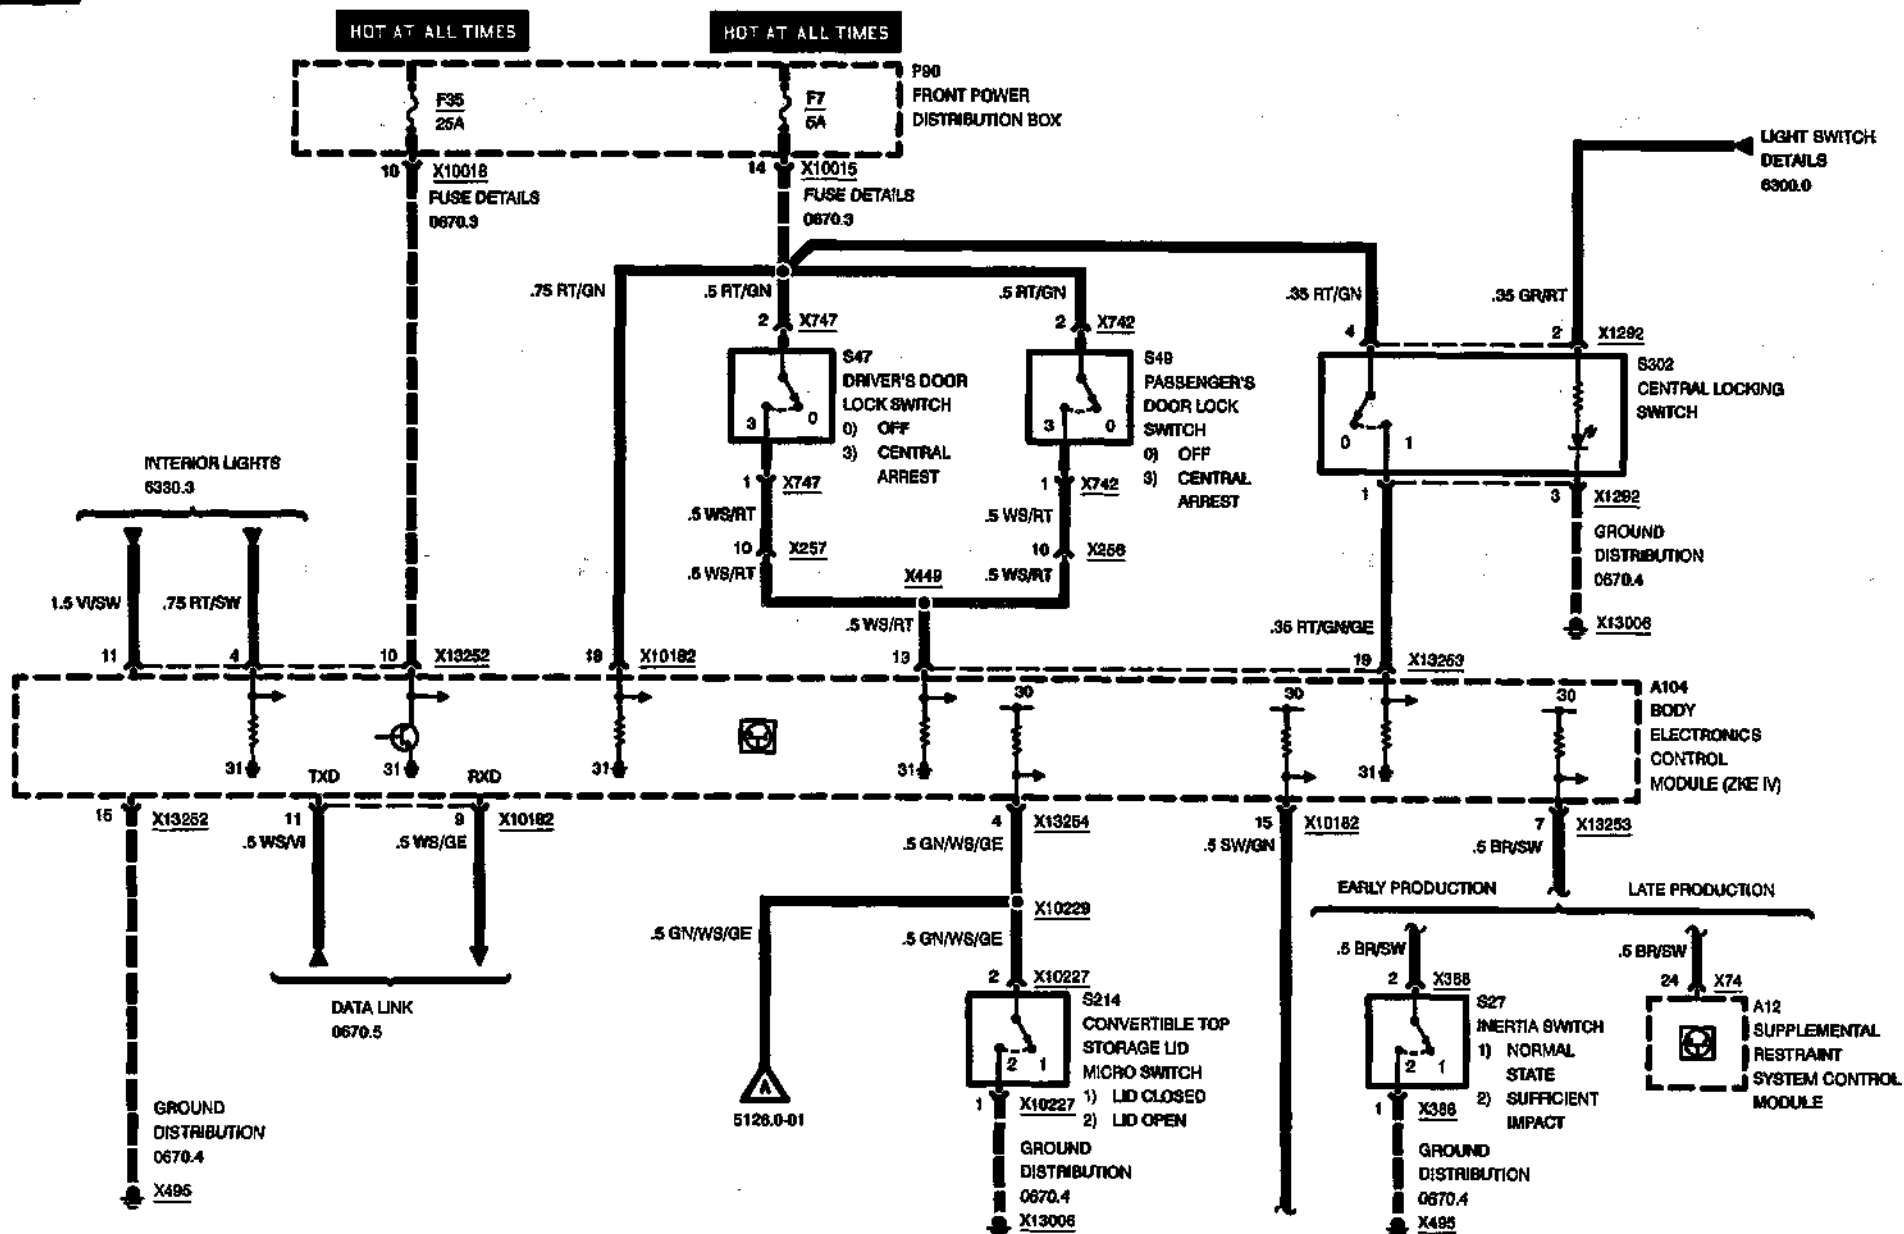 HOT AT ALL TIMES
HOT AT ALL TIMES
P90
FRONT POWER
DISTRIBUTION BOX
F35
25A
F7
5A
10
X10018
FUSE DETAILS
0670.3
14
X10015
FUSE DETAILS
0670.3
LIGHT SWITCH
DETAILS
6300.0
.75 RT/GN
.5 RT/GN
.5 RT/GN
.35 RT/GN
.35 GR/RT
2
X747
2
X742
4
2
X1292
S47
DRIVER'S DOOR
LOCK SWITCH
0) OFF
3) CENTRAL
ARREST
3
0
S49
PASSENGER'S
DOOR LOCK
SWITCH
0) OFF
3) CENTRAL
ARREST
3
0
S302
CENTRAL LOCKING
SWITCH
0
1
INTERIOR LIGHTS
6330.3
1
X747
1
X742
1
3
X1292
.5 WS/RT
.5 WS/RT
10
X257
10
X256
.5 WS/RT
X449
.5 WS/RT
GROUND
DISTRIBUTION
0670.4
X13006
1.5 VI/SW
.75 RT/SW
.5 WS/RT
.35 RT/GN/GE
11
4
10
X13252
19
X10182
13
19
X13253
A104
BODY
ELECTRONICS
CONTROL
MODULE (ZKE IV)
30
30
30
31
31
31
31
31
TXD
RXD
15
X13252
11
9
X10182
4
X13254
15
X10182
7
X13253
.5 WS/VI
.5 WS/GE
.5 GN/WS/GE
.5 SW/GN
.5 BR/SW
EARLY PRODUCTION
LATE PRODUCTION
X10229
.5 GN/WS/GE
.5 GN/WS/GE
.5 BR/SW
.5 BR/SW
2
X10227
2
X388
24
X74
DATA LINK
0670.5
S214
CONVERTIBLE TOP
STORAGE LID
MICRO SWITCH
1) LID CLOSED
2) LID OPEN
2
1
S27
INERTIA SWITCH
1) NORMAL
STATE
2) SUFFICIENT
IMPACT
2
1
A12
SUPPLEMENTAL
RESTRAINT
SYSTEM CONTROL
MODULE
A
5126.0-01
1
X10227
1
X388
GROUND
DISTRIBUTION
0670.4
X495
GROUND
DISTRIBUTION
0670.4
X13006
GROUND
DISTRIBUTION
0670.4
X495